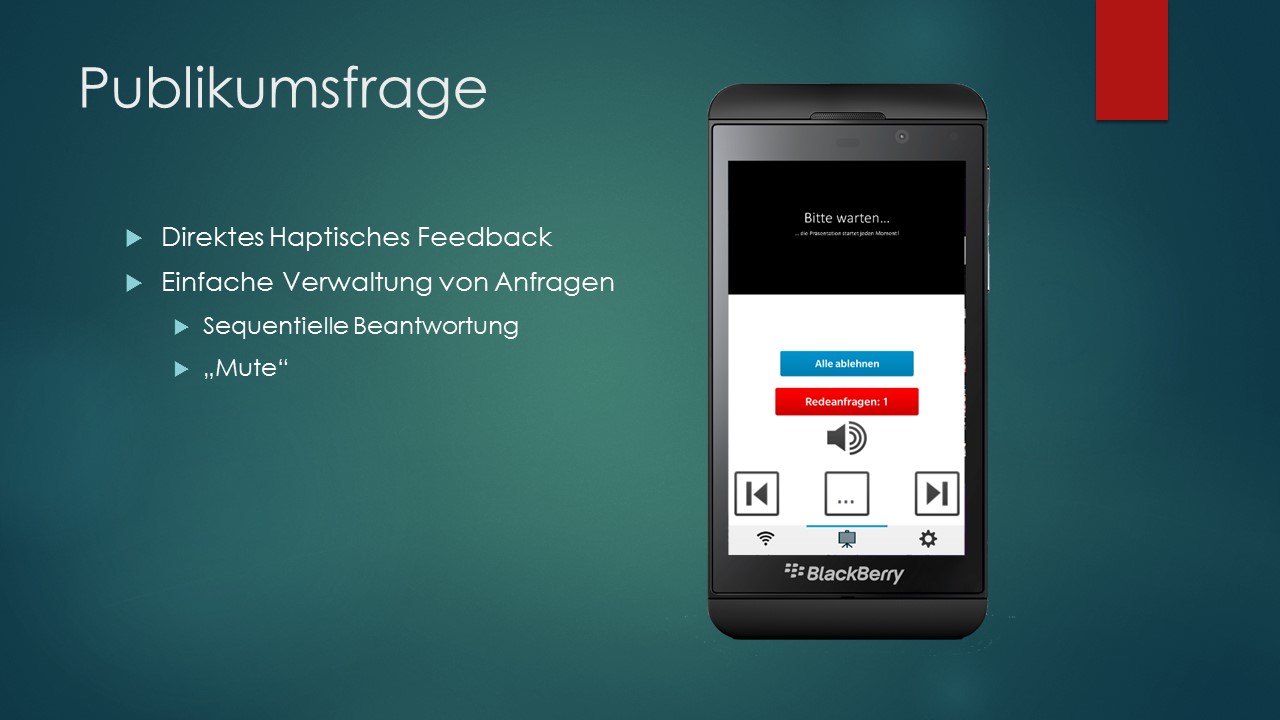 Publikumsfrage
Direktes Haptisches Feedback
Einfache Verwaltung von Anfragen
Sequentielle Beantwortung
„Mute“
Bitte warten...
... die Präsentation startet jeden Moment!
Alle ablehnen
Redeanfragen: 1
...
BlackBerry